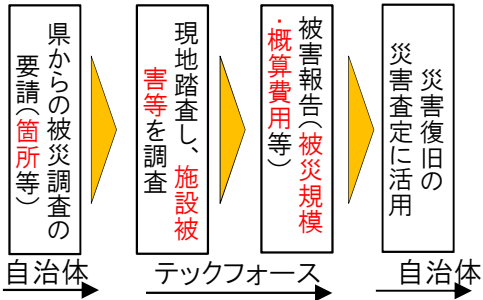 県からの被災調査の
要請（箇所等）
現地踏査し、施設被
害等を調査
被害報告（被災規模
・概算費用等）
災害復旧の
災害査定に活用
自治体
テックフォース
自治体